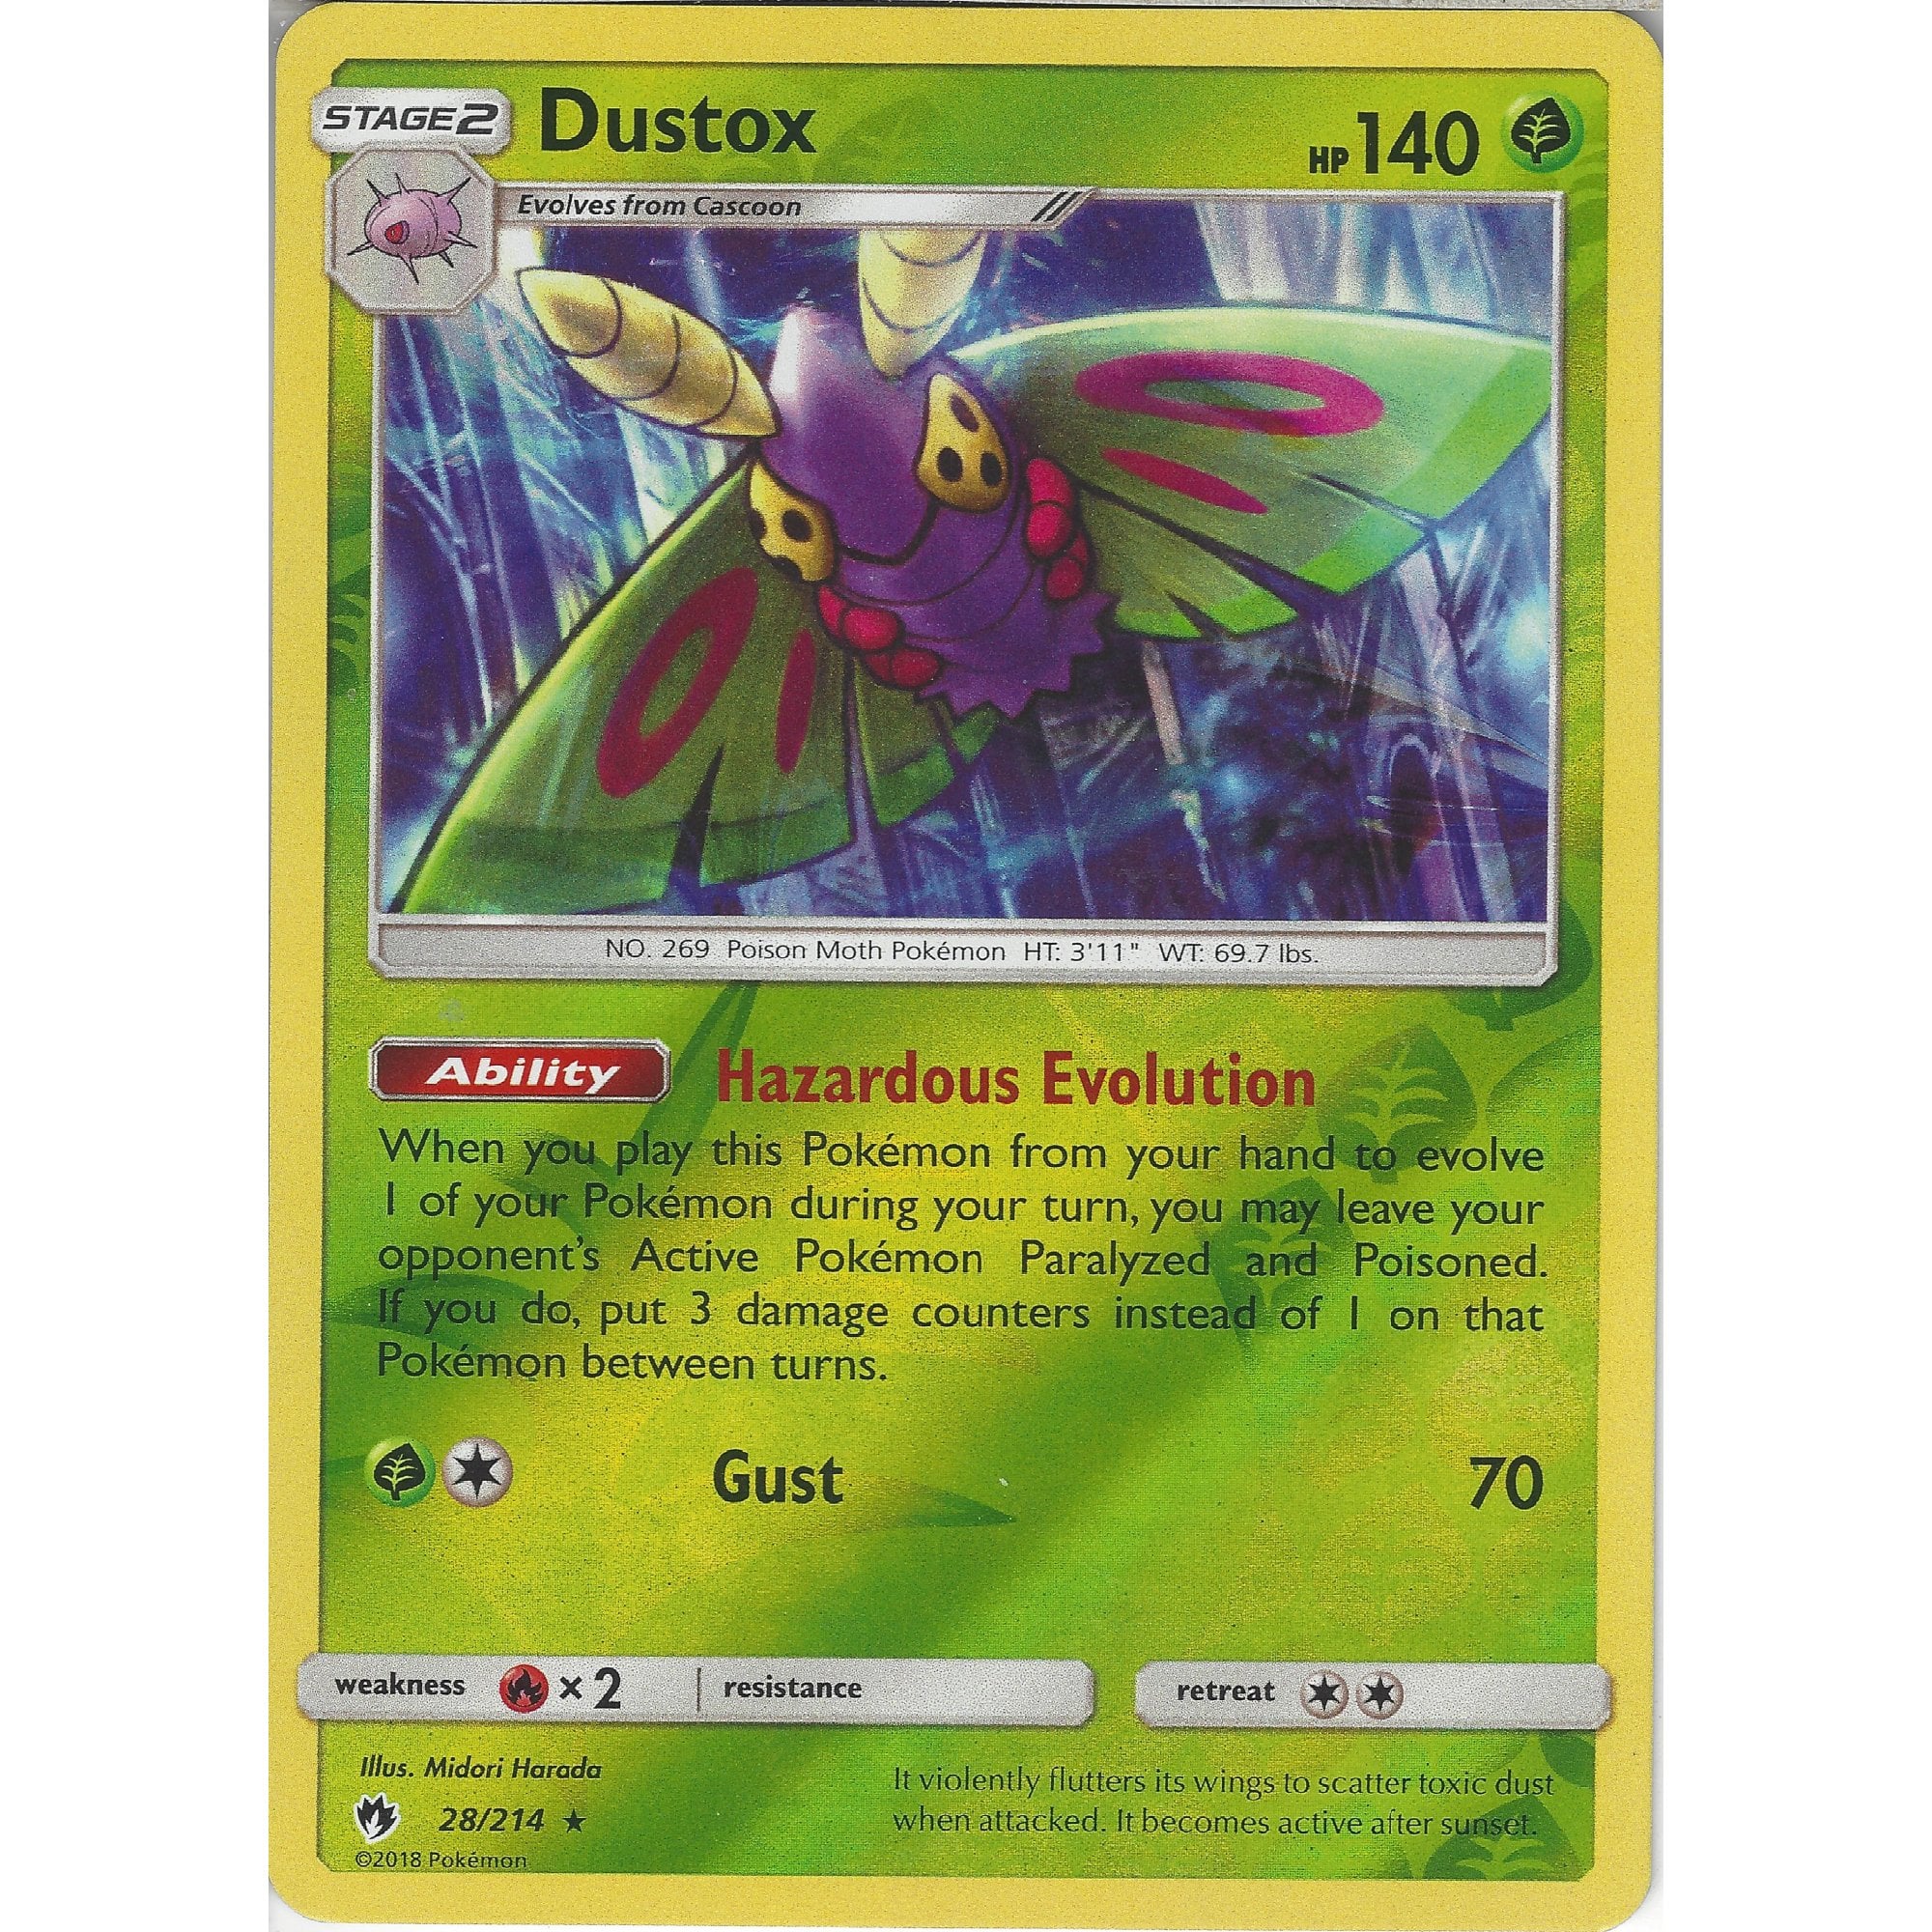 STAGE 2 Dustox HP 140
Evolves from Cascoon
NO. 269 Poison Moth Pokémon HT: 3'11" WT: 69.7 lbs.
Ability Hazardous Evolution
When you play this Pokémon from your hand to evolve
1 of your Pokémon during your turn, you may leave your
opponent's Active Pokémon Paralyzed and Poisoned.
If you do, put 3 damage counters instead of 1 on that
Pokémon between turns.
Gust 70
weakness ×2 resistance retreat
Illus. Midori Harada
28/214 ★
©2018 Pokémon
It violently flutters its wings to scatter toxic dust
when attacked. It becomes active after sunset.